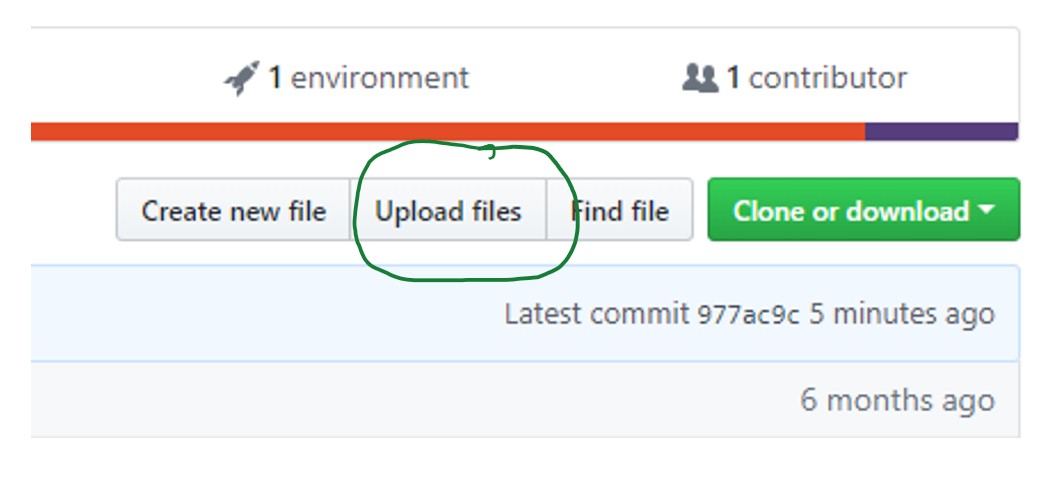 1 environment 1 contributor
Create new file Upload files Find file Clone or download
Latest commit 977ac9c 5 minutes ago
6 months ago